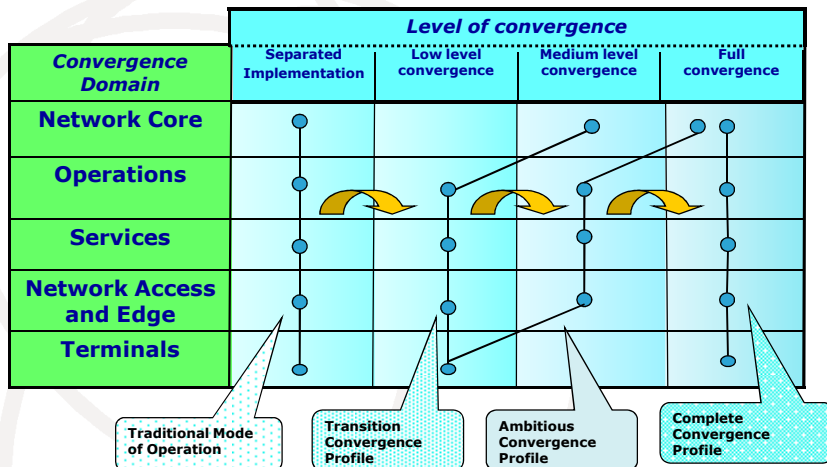 Level of convergence
Convergence
Domain
Separated
Implementation
Low level
convergence
Medium level
convergence
Full
convergence
Network Core
Operations
Services
Network Access
and Edge
Terminals
Traditional Mode
of Operation
Transition
Convergence
Profile
Ambitious
Convergence
Profile
Complete
Convergence
Profile